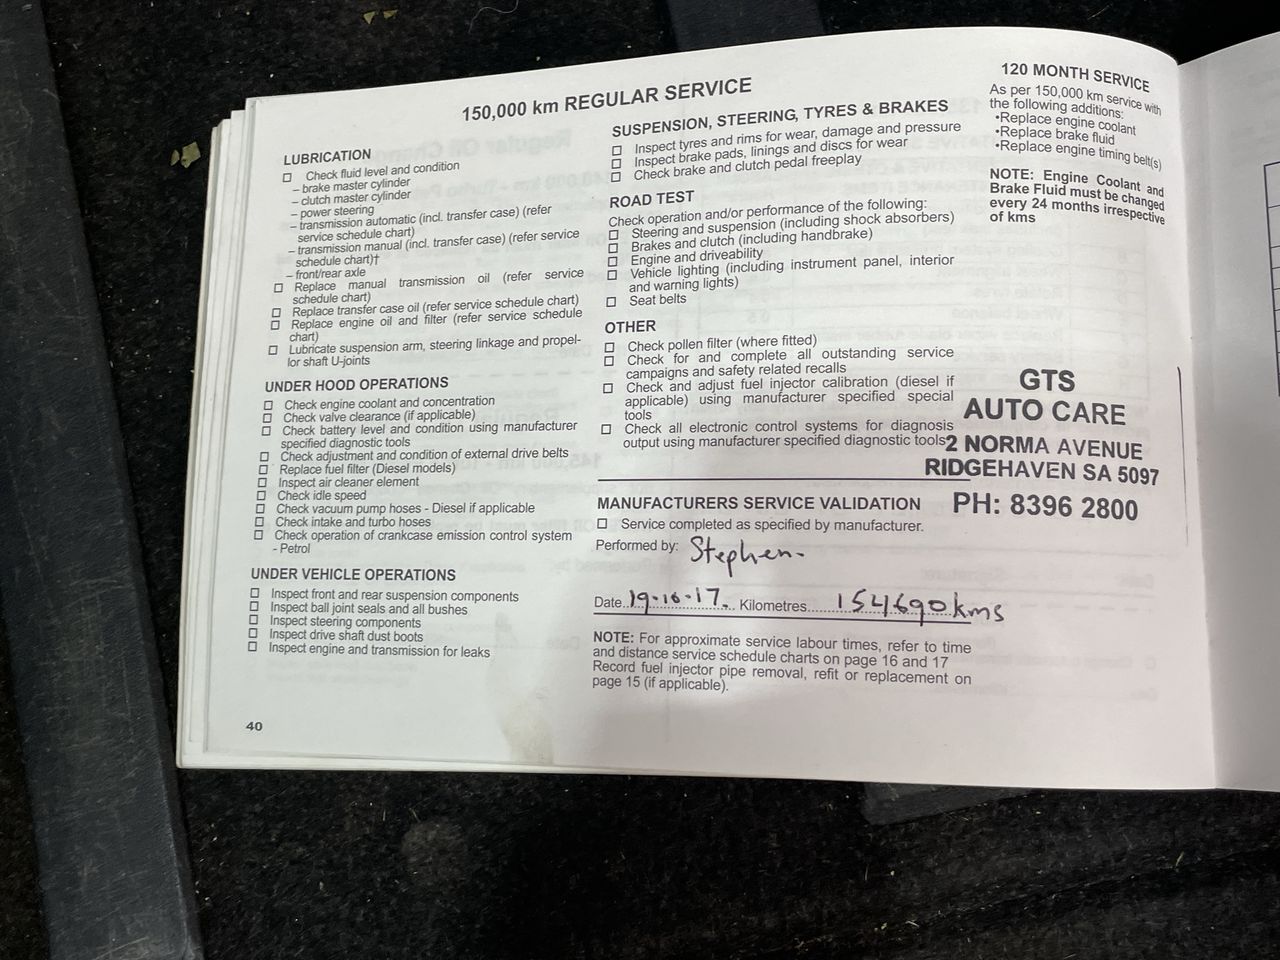 150,000 km REGULAR SERVICE
LUBRICATION
Check fluid level and condition
– brake master cylinder
– clutch master cylinder
– power steering
– transmission automatic (incl. transfer case) (refer
service schedule chart)
– transmission manual (incl. transfer case) (refer service
schedule chart)†
– front/rear axle
Replace manual transmission oil (refer service
schedule chart)
Replace transfer case oil (refer service schedule chart)
Replace engine oil and filter (refer service schedule
chart)
Lubricate suspension arm, steering linkage and propel-
lor shaft U-joints
UNDER HOOD OPERATIONS
Check engine coolant and concentration
Check valve clearance (if applicable)
Check battery level and condition using manufacturer
specified diagnostic tools
Check adjustment and condition of external drive belts
Replace fuel filter (Diesel models)
Inspect air cleaner element
Check idle speed
Check vacuum pump hoses - Diesel if applicable
Check intake and turbo hoses
Check operation of crankcase emission control system
- Petrol
UNDER VEHICLE OPERATIONS
Inspect front and rear suspension components
Inspect ball joint seals and all bushes
Inspect steering components
Inspect drive shaft dust boots
Inspect engine and transmission for leaks
40
SUSPENSION, STEERING, TYRES & BRAKES
Inspect tyres and rims for wear, damage and pressure
Inspect brake pads, linings and discs for wear
Check brake and clutch pedal freeplay
ROAD TEST
Check operation and/or performance of the following:
Steering and suspension (including shock absorbers)
Brakes and clutch (including handbrake)
Engine and driveability
Vehicle lighting (including instrument panel, interior
and warning lights)
Seat belts
OTHER
Check pollen filter (where fitted)
Check for and complete all outstanding service
campaigns and safety related recalls
Check and adjust fuel injector calibration (diesel if
applicable) using manufacturer specified special
tools
Check all electronic control systems for diagnosis
output using manufacturer specified diagnostic tools
MANUFACTURERS SERVICE VALIDATION
Service completed as specified by manufacturer.
Performed by: Stephen.
Date..19.10.17... Kilometres....154690kms
NOTE: For approximate service labour times, refer to time
and distance service schedule charts on page 16 and 17
Record fuel injector pipe removal, refit or replacement on
page 15 (if applicable).
120 MONTH SERVICE
As per 150,000 km service with
the following additions:
•Replace engine coolant
•Replace brake fluid
•Replace engine timing belt(s)
NOTE: Engine Coolant and
Brake Fluid must be changed
every 24 months irrespective
of kms
GTS
AUTO CARE
2 NORMA AVENUE
RIDGEHAVEN SA 5097
PH: 8396 2800